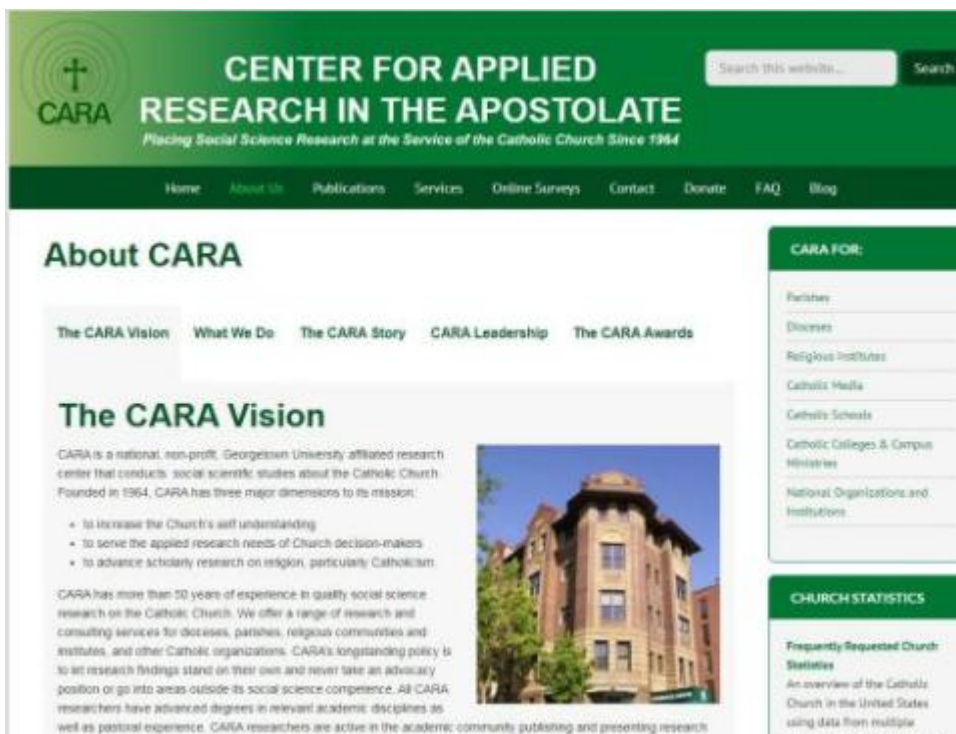 CARA
CENTER FOR APPLIED
RESEARCH IN THE APOSTOLATE
Placing Social Science Research at the Service of the Catholic Church Since 1964
Search this website...
Search
Home About Us Publications Services Online Surveys Contact Donate FAQ Blog
About CARA
The CARA Vision What We Do The CARA Story CARA Leadership The CARA Awards
The CARA Vision
CARA is a national, non-profit, Georgetown University affiliated research
center that conducts social scientific studies about the Catholic Church.
Founded in 1964, CARA has three major dimensions to its mission:
• to increase the Church's self understanding
• to serve the applied research needs of Church decision-makers
• to advance scholarly research on religion, particularly Catholicism
CARA has more than 50 years of experience in quality social science
research on the Catholic Church. We offer a range of research and
consulting services for dioceses, parishes, religious communities and
institutes, and other Catholic organizations. CARA's longstanding policy is
to let research findings stand on their own and never take an advocacy
position or go into areas outside its social science competence. All CARA
researchers have advanced degrees in relevant academic disciplines as
well as pastoral experience. CARA researchers are active in the academic community publishing and presenting research
CARA FOR:
Parishes
Dioceses
Religious Institutes
Catholic Media
Catholic Schools
Catholic Colleges & Campus
Ministries
National Organizations and
Institutions
CHURCH STATISTICS
Frequently Requested Church
Statistics
An overview of the Catholic
Church in the United States
using data from multiple